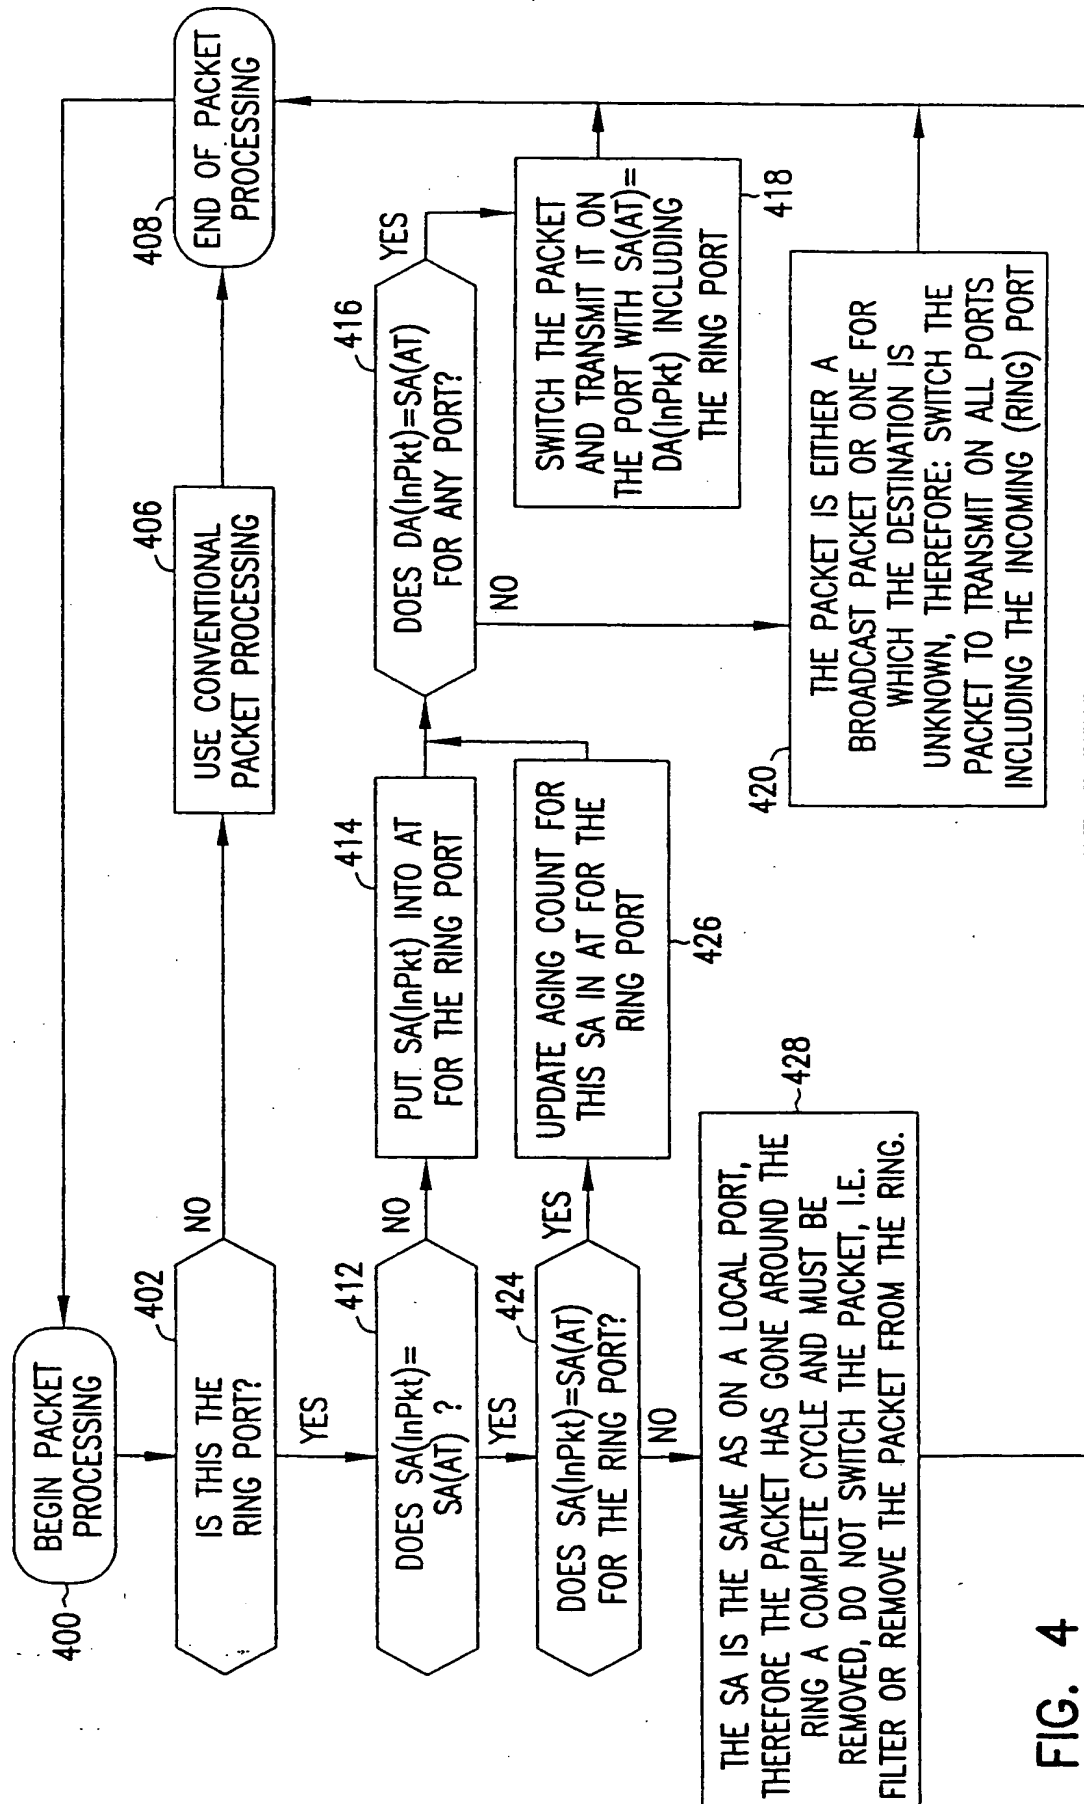 BEGIN PACKET
PROCESSING
400
402
IS THIS THE
RING PORT?
NO
YES
406
USE CONVENTIONAL
PACKET PROCESSING
408
END OF PACKET
PROCESSING
412
DOES SA(InPkt)=
SA(AT) ?
NO
YES
414
PUT SA(InPkt) INTO AT
FOR THE RING PORT
416
DOES DA(InPkt)=SA(AT)
FOR ANY PORT?
YES
NO
SWITCH THE PACKET
AND TRANSMIT IT ON
THE PORT WITH SA(AT)=
DA(InPkt) INCLUDING
THE RING PORT
418
424
DOES SA(InPkt)=SA(AT)
FOR THE RING PORT?
YES
NO
UPDATE AGING COUNT FOR
THIS SA IN AT FOR THE
RING PORT
426
420
THE PACKET IS EITHER A
BROADCAST PACKET OR ONE FOR
WHICH THE DESTINATION IS
UNKNOWN, THEREFORE: SWITCH THE
PACKET TO TRANSMIT ON ALL PORTS
INCLUDING THE INCOMING (RING) PORT
428
THE SA IS THE SAME AS ON A LOCAL PORT,
THEREFORE THE PACKET HAS GONE AROUND THE
RING A COMPLETE CYCLE AND MUST BE
REMOVED, DO NOT SWITCH THE PACKET, I.E.
FILTER OR REMOVE THE PACKET FROM THE RING.
FIG. 4